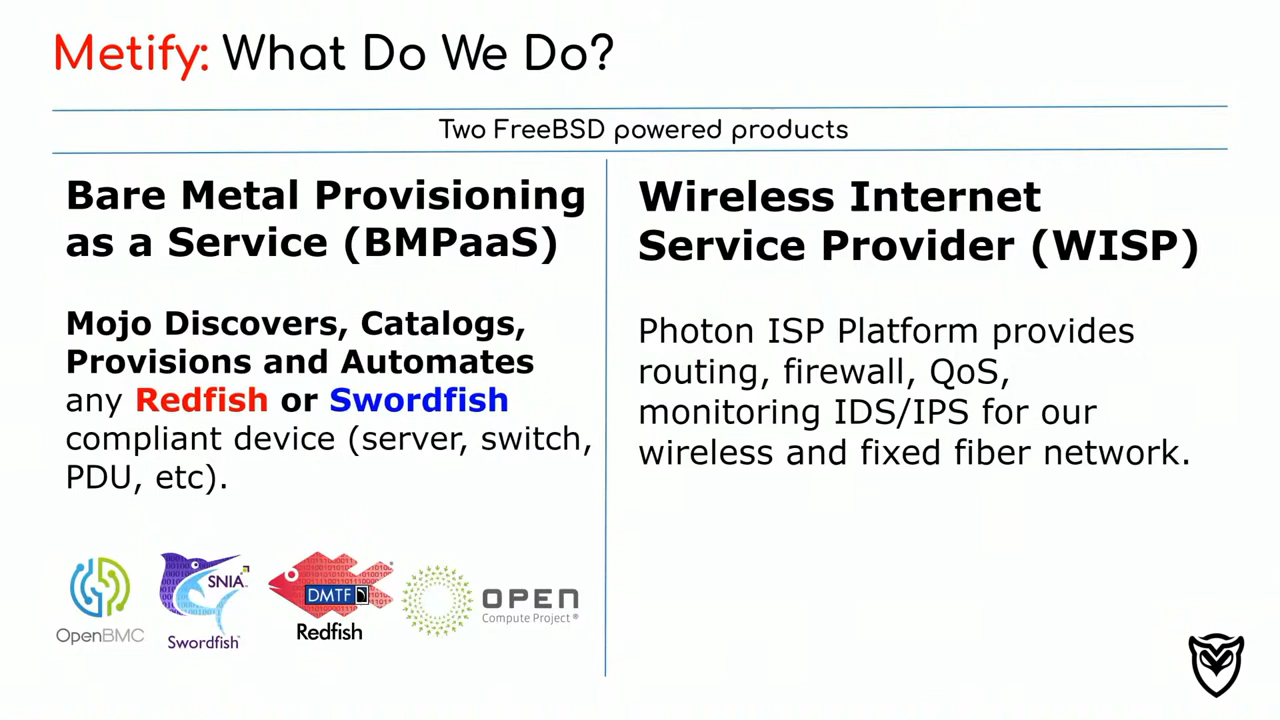 Metify: What Do We Do?
Two FreeBSD powered products
Bare Metal Provisioning
as a Service (BMPaaS)
Mojo Discovers, Catalogs,
Provisions and Automates
any Redfish or Swordfish
compliant device (server, switch,
PDU, etc).
OpenBMC
SNIA
Swordfish™
DMTF
Redfish
OPEN
Compute Project®
Wireless Internet
Service Provider (WISP)
Photon ISP Platform provides
routing, firewall, QoS,
monitoring IDS/IPS for our
wireless and fixed fiber network.